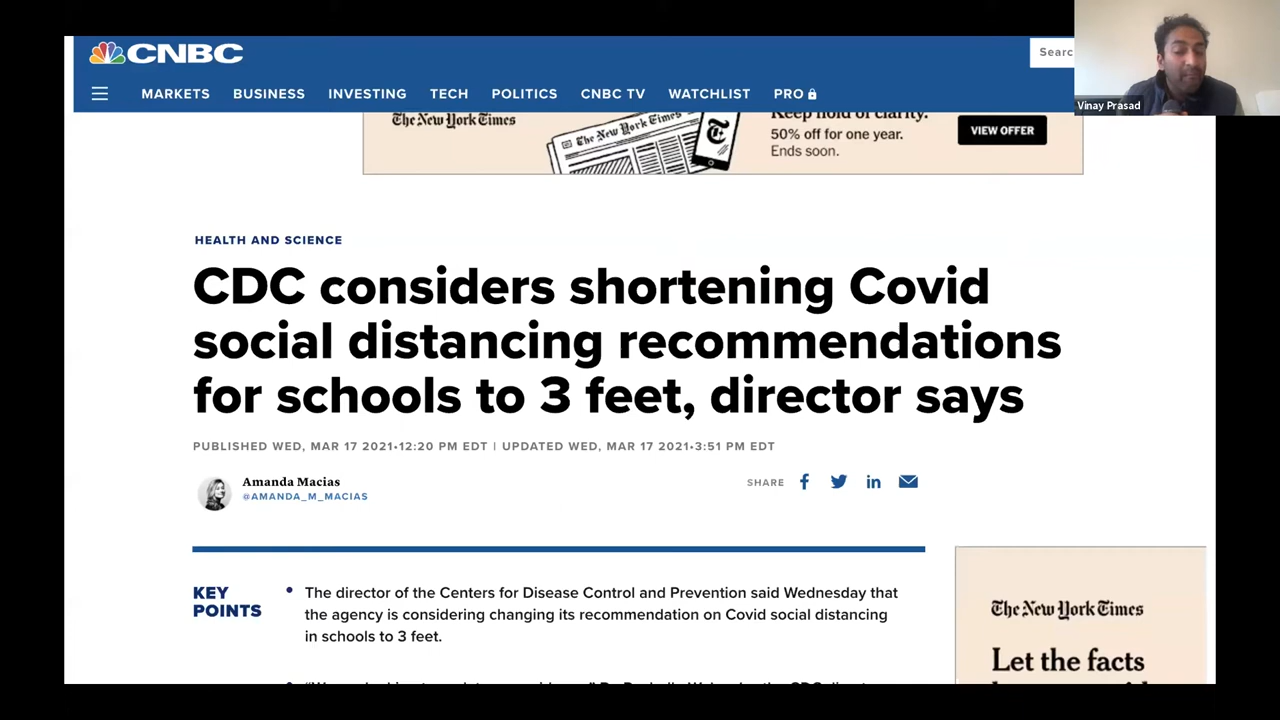 CNBC
Searc
MARKETS BUSINESS INVESTING TECH POLITICS CNBC TV WATCHLIST PRO
Vinay Prasad
The New York Times
The New York Times
Keep hold of clarity.
50% off for one year.
Ends soon.
VIEW OFFER
HEALTH AND SCIENCE
CDC considers shortening Covid
social distancing recommendations
for schools to 3 feet, director says
PUBLISHED WED, MAR 17 2021•12:20 PM EDT | UPDATED WED, MAR 17 2021•3:51 PM EDT
Amanda Macias
@AMANDA_M_MACIAS
SHARE
KEY
POINTS
• The director of the Centers for Disease Control and Prevention said Wednesday that
the agency is considering changing its recommendation on Covid social distancing
in schools to 3 feet.
The New York Times
Let the facts